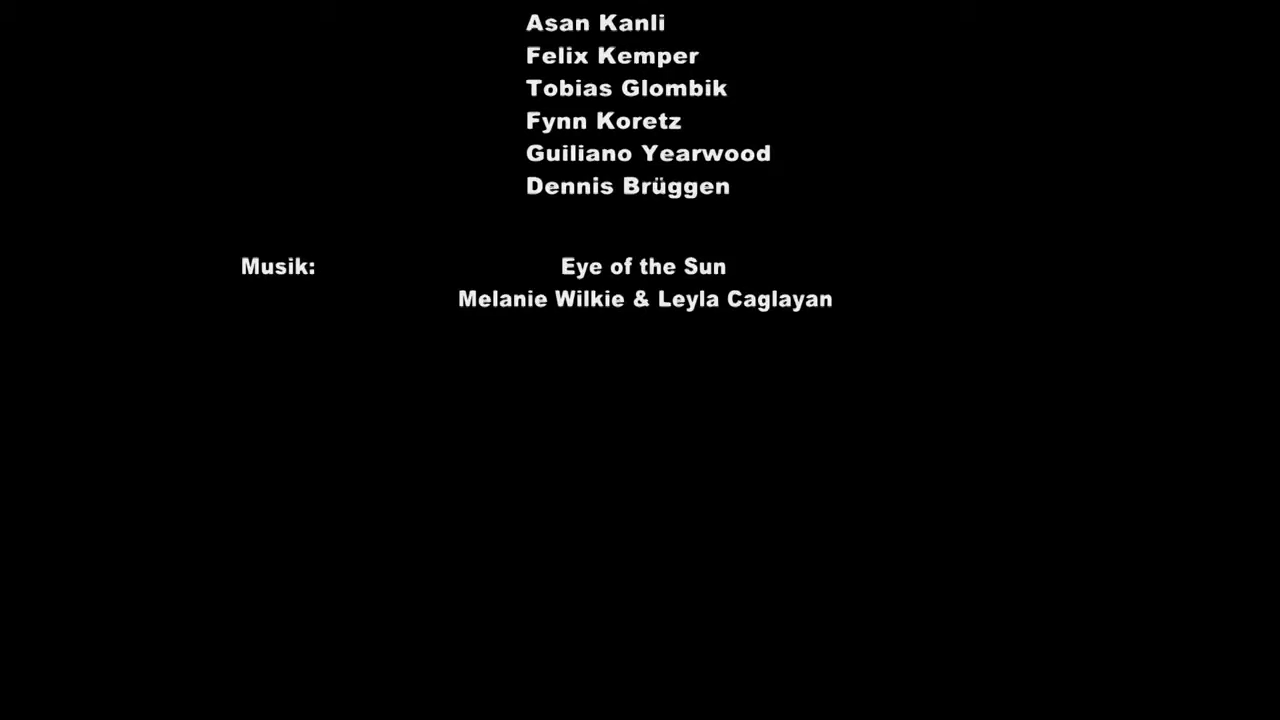 Asan Kanli
Felix Kemper
Tobias Glombik
Fynn Koretz
Guiliano Yearwood
Dennis Brüggen
Musik: Eye of the Sun
Melanie Wilkie & Leyla Caglayan